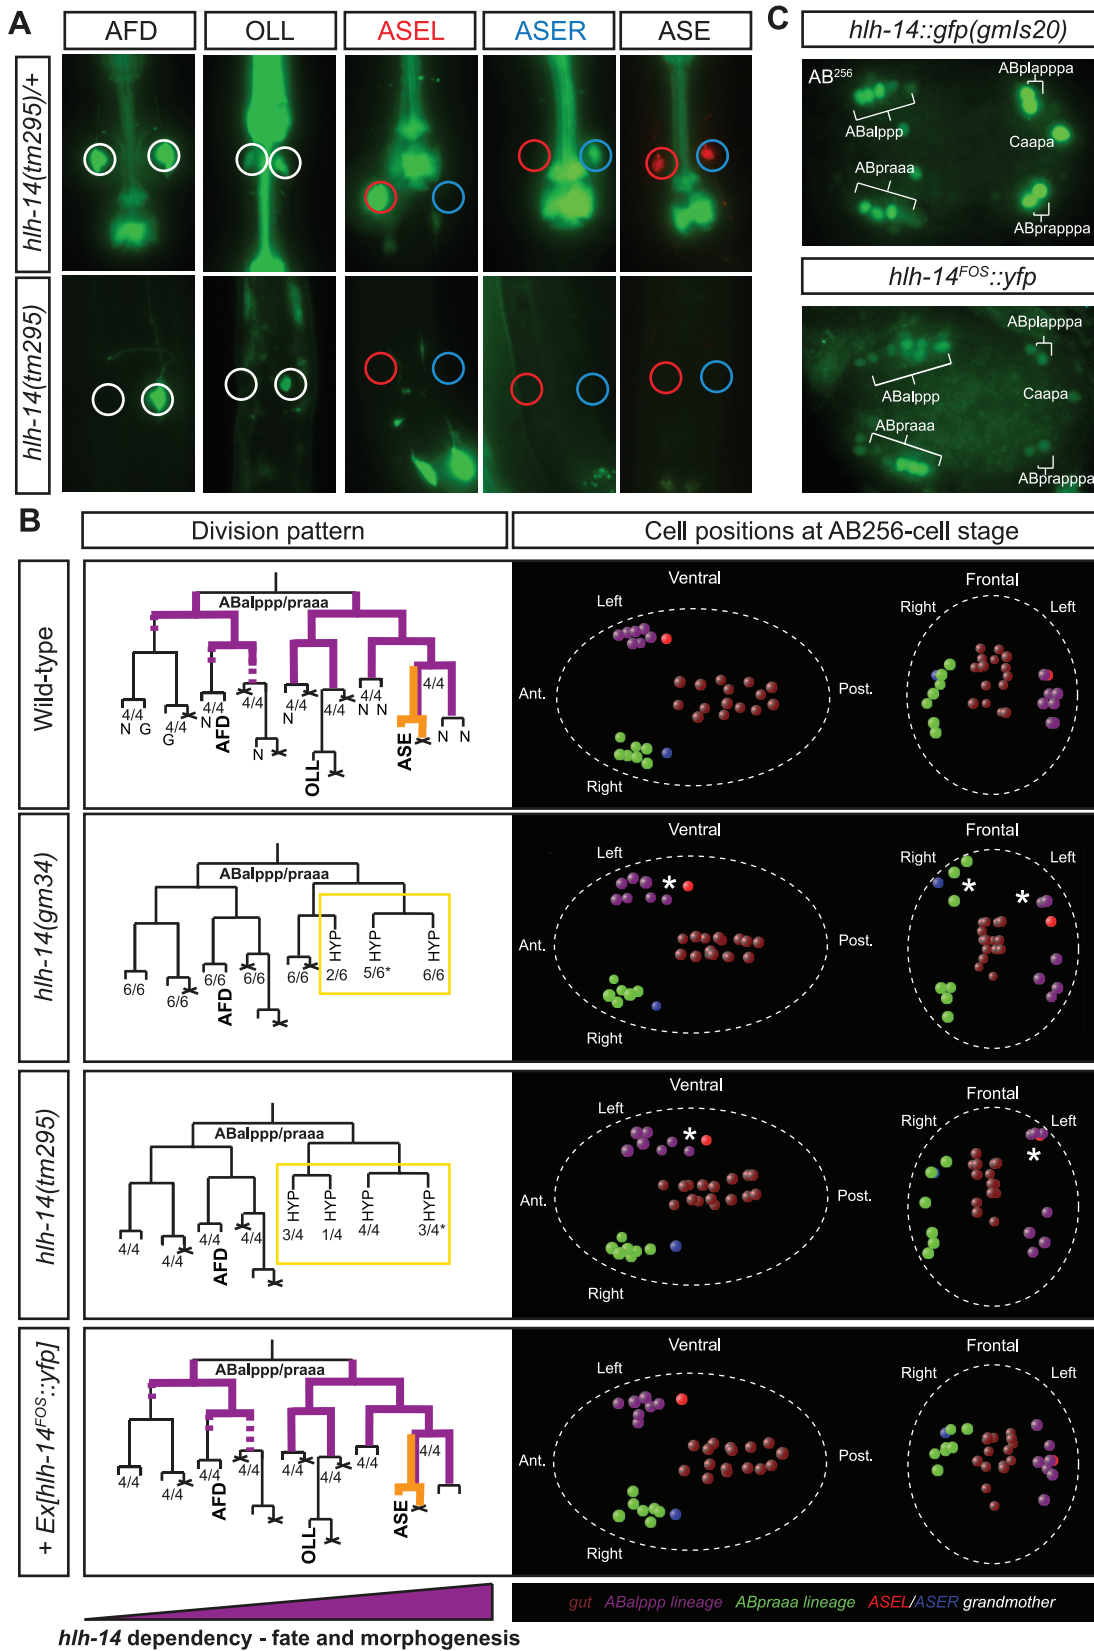 A
AFD
OLL
ASEL
ASER
ASE
hlh-14(tm295)/+
hlh-14(tm295)
C
hlh-14::gfp(gmIs20)
AB256
ABalppp
ABpraaa
ABplapppa
Caapa
ABprapppa
hlh-14FOS::yfp
ABplapppa
ABalppp
Caapa
ABpraaa
ABprapppa
B
Division pattern
Cell positions at AB256-cell stage
Wild-type
ABalppp/praaa
4/4
N G
4/4
G
4/4
N
AFD
4/4
N
4/4
N
4/4
OLL
4/4
N N
4/4
ASE
N N
Ventral
Left
Ant.
Post.
Right
Frontal
Right
Left
hlh-14(gm34)
ABalppp/praaa
6/6
6/6
6/6
AFD
6/6
6/6
HYP
2/6
HYP
5/6*
HYP
6/6
Ventral
Left
*
Ant.
Post.
Right
Frontal
Right
Left
*
*
hlh-14(tm295)
ABalppp/praaa
4/4
4/4
4/4
AFD
4/4
HYP
3/4
HYP
1/4
HYP
4/4
HYP
3/4*
Ventral
Left
*
Ant.
Post.
Right
Frontal
Right
Left
*
+ Ex[hlh-14FOS::yfp]
ABalppp/praaa
4/4
4/4
4/4
AFD
4/4
4/4
4/4
OLL
4/4
4/4
ASE
Ventral
Left
Ant.
Post.
Right
Frontal
Right
Left
hlh-14 dependency - fate and morphogenesis
gut ABalppp lineage ABpraaa lineage ASEL/ASER grandmother